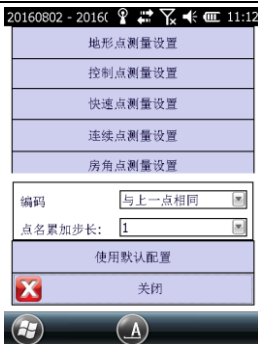 20160802 - 2016( 11:12
地形点测量设置
控制点测量设置
快速点测量设置
连续点测量设置
房角点测量设置
编码 与上一点相同
点名累加步长: 1
使用默认配置
关闭
A